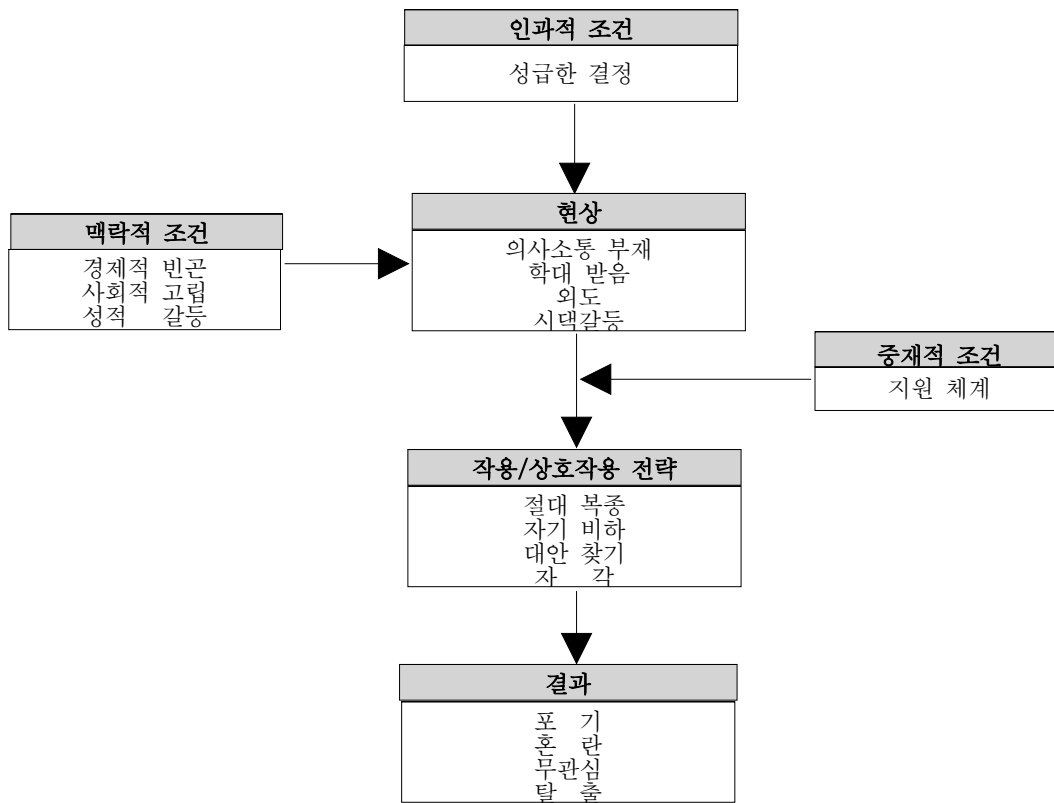 인과적 조건
성급한 결정
현상
의사소통 부재
학대 받음
외도
시댁갈등
맥락적 조건
경제적 빈곤
사회적 고립
성적 갈등
중재적 조건
지원 체계
작용/상호작용 전략
절대 복종
자기 비하
대안 찾기
자 각
결과
포 기
혼 란
무관심
탈 출